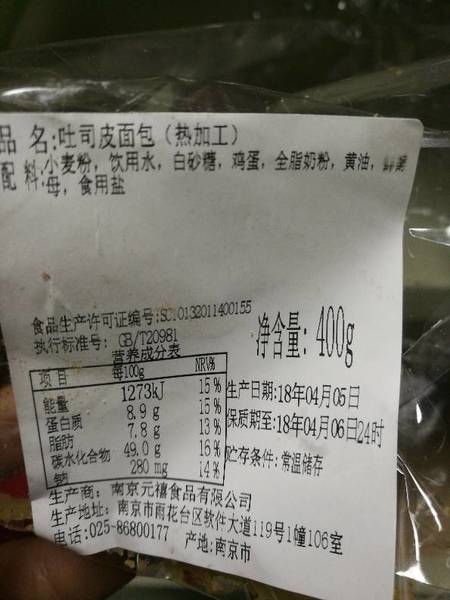 品 名:吐司皮面包（热加工）
配 料:小麦粉，饮用水，白砂糖，鸡蛋，全脂奶粉，黄油，鲜酵
母，食用盐
食品生产许可证编号:SC10132011400155
执行标准号: GB/T20981
净含量: 400g
营养成分表
项目 每100g NRV%
能量 1273kJ 15%
蛋白质 8.9 g 15%
脂肪 7.8 g 13%
碳水化合物 49.0 g 16%
钠 280 mg 14%
生产日期:18年04月05日
保质期至:18年04月06日24时
贮存条件:常温储存
生产商: 南京元禧食品有限公司
生产地址: 南京市雨花台区软件大道119号1幢106室
电话:025-86800177 产地:南京市